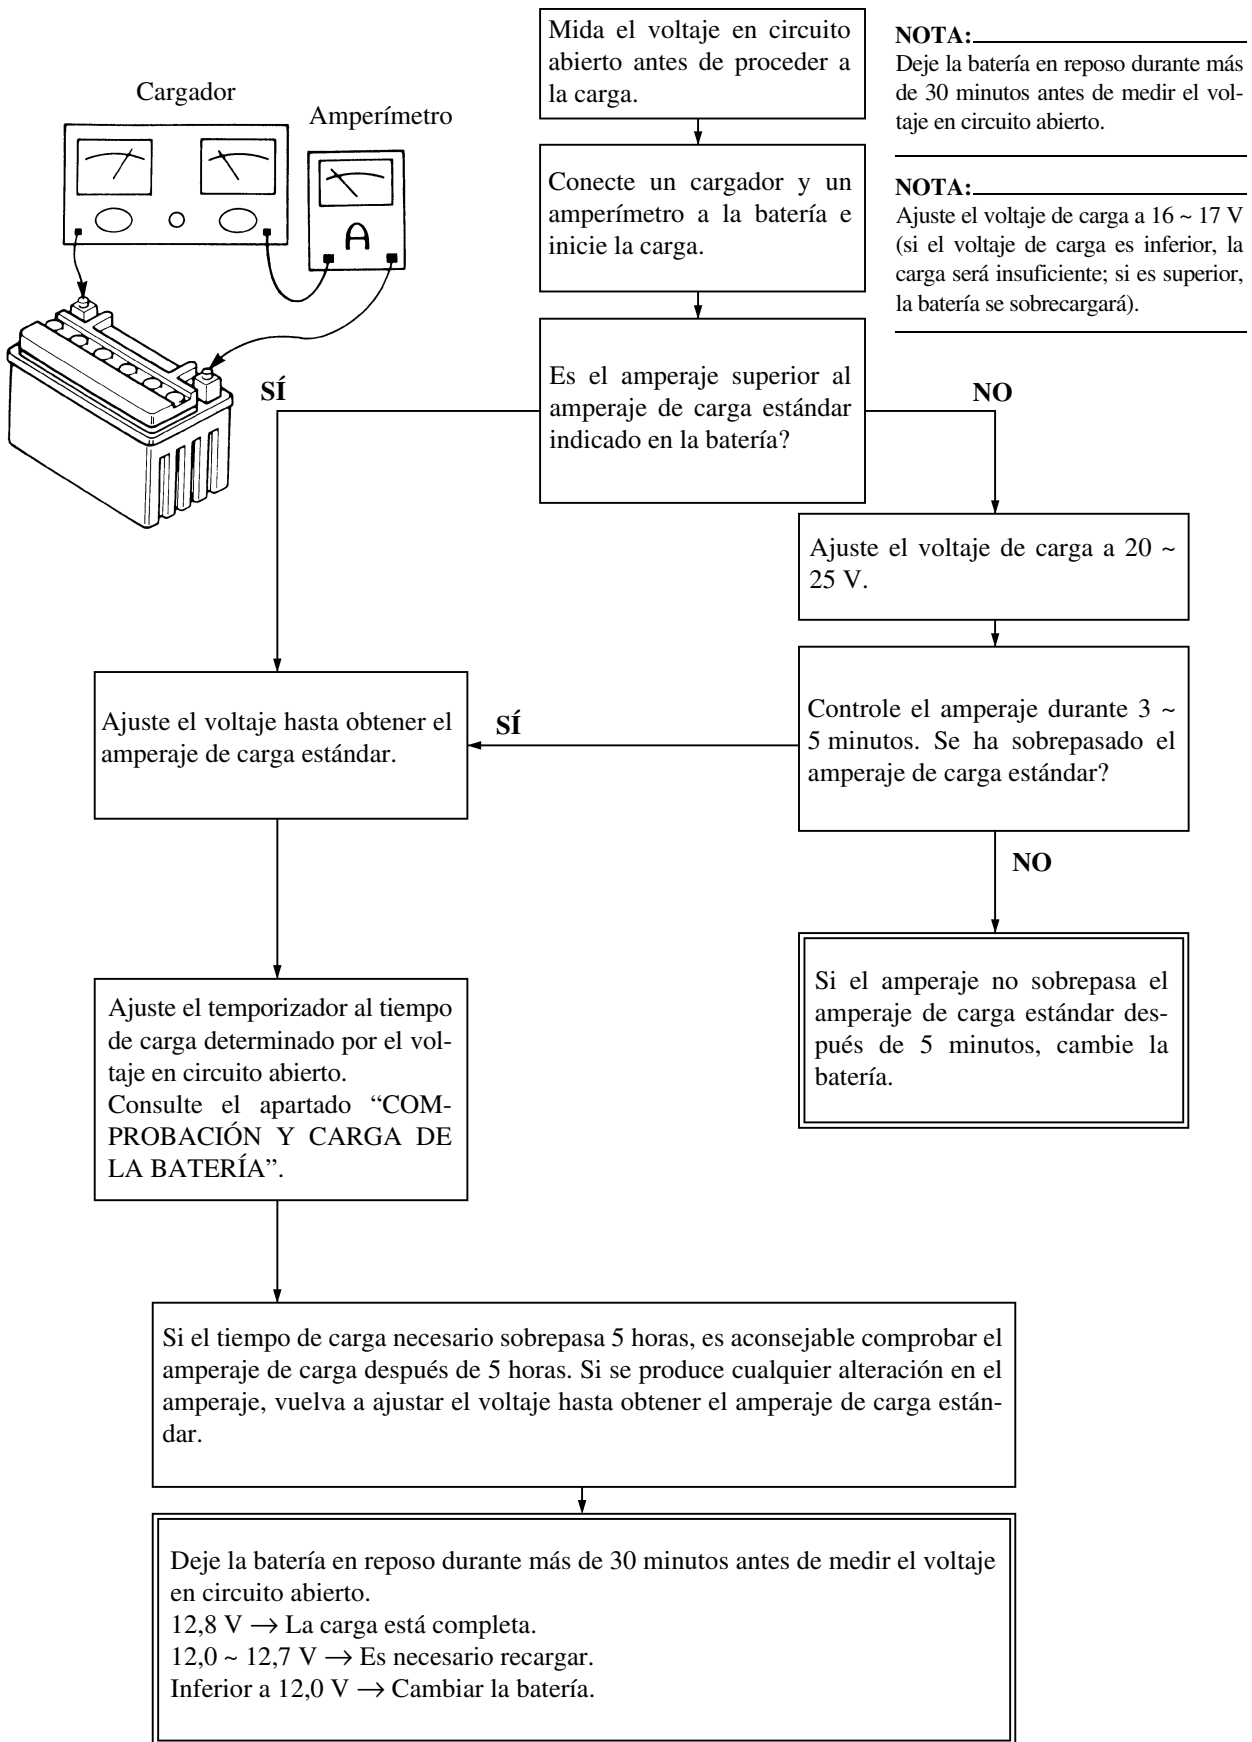 Mida el voltaje en circuito
abierto antes de proceder a
la carga.
NOTA:
Deje la batería en reposo durante más
de 30 minutos antes de medir el vol-
taje en circuito abierto.
Cargador
Amperímetro
A
Conecte un cargador y un
amperímetro a la batería e
inicie la carga.
NOTA:
Ajuste el voltaje de carga a 16 ~ 17 V
(si el voltaje de carga es inferior, la
carga será insuficiente; si es superior,
la batería se sobrecargará).
Es el amperaje superior al
amperaje de carga estándar
indicado en la batería?
SÍ
NO
Ajuste el voltaje de carga a 20 ~
25 V.
Controle el amperaje durante 3 ~
5 minutos. Se ha sobrepasado el
amperaje de carga estándar?
SÍ
Ajuste el voltaje hasta obtener el
amperaje de carga estándar.
NO
Si el amperaje no sobrepasa el
amperaje de carga estándar des-
pués de 5 minutos, cambie la
batería.
Ajuste el temporizador al tiempo
de carga determinado por el vol-
taje en circuito abierto.
Consulte el apartado “COM-
PROBACIÓN Y CARGA DE
LA BATERÍA”.
Si el tiempo de carga necesario sobrepasa 5 horas, es aconsejable comprobar el
amperaje de carga después de 5 horas. Si se produce cualquier alteración en el
amperaje, vuelva a ajustar el voltaje hasta obtener el amperaje de carga están-
dar.
Deje la batería en reposo durante más de 30 minutos antes de medir el voltaje
en circuito abierto.
12,8 V → La carga está completa.
12,0 ~ 12,7 V → Es necesario recargar.
Inferior a 12,0 V → Cambiar la batería.